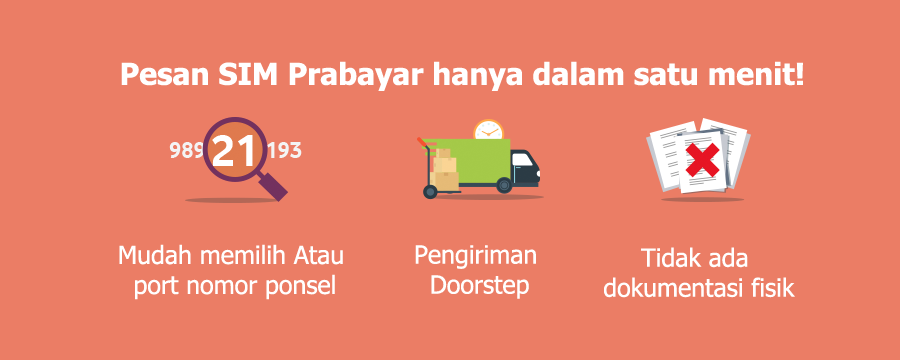 Pesan SIM Prabayar hanya dalam satu menit!
989 21 193
Mudah memilih Atau
port nomor ponsel
Pengiriman
Doorstep
Tidak ada
dokumentasi fisik